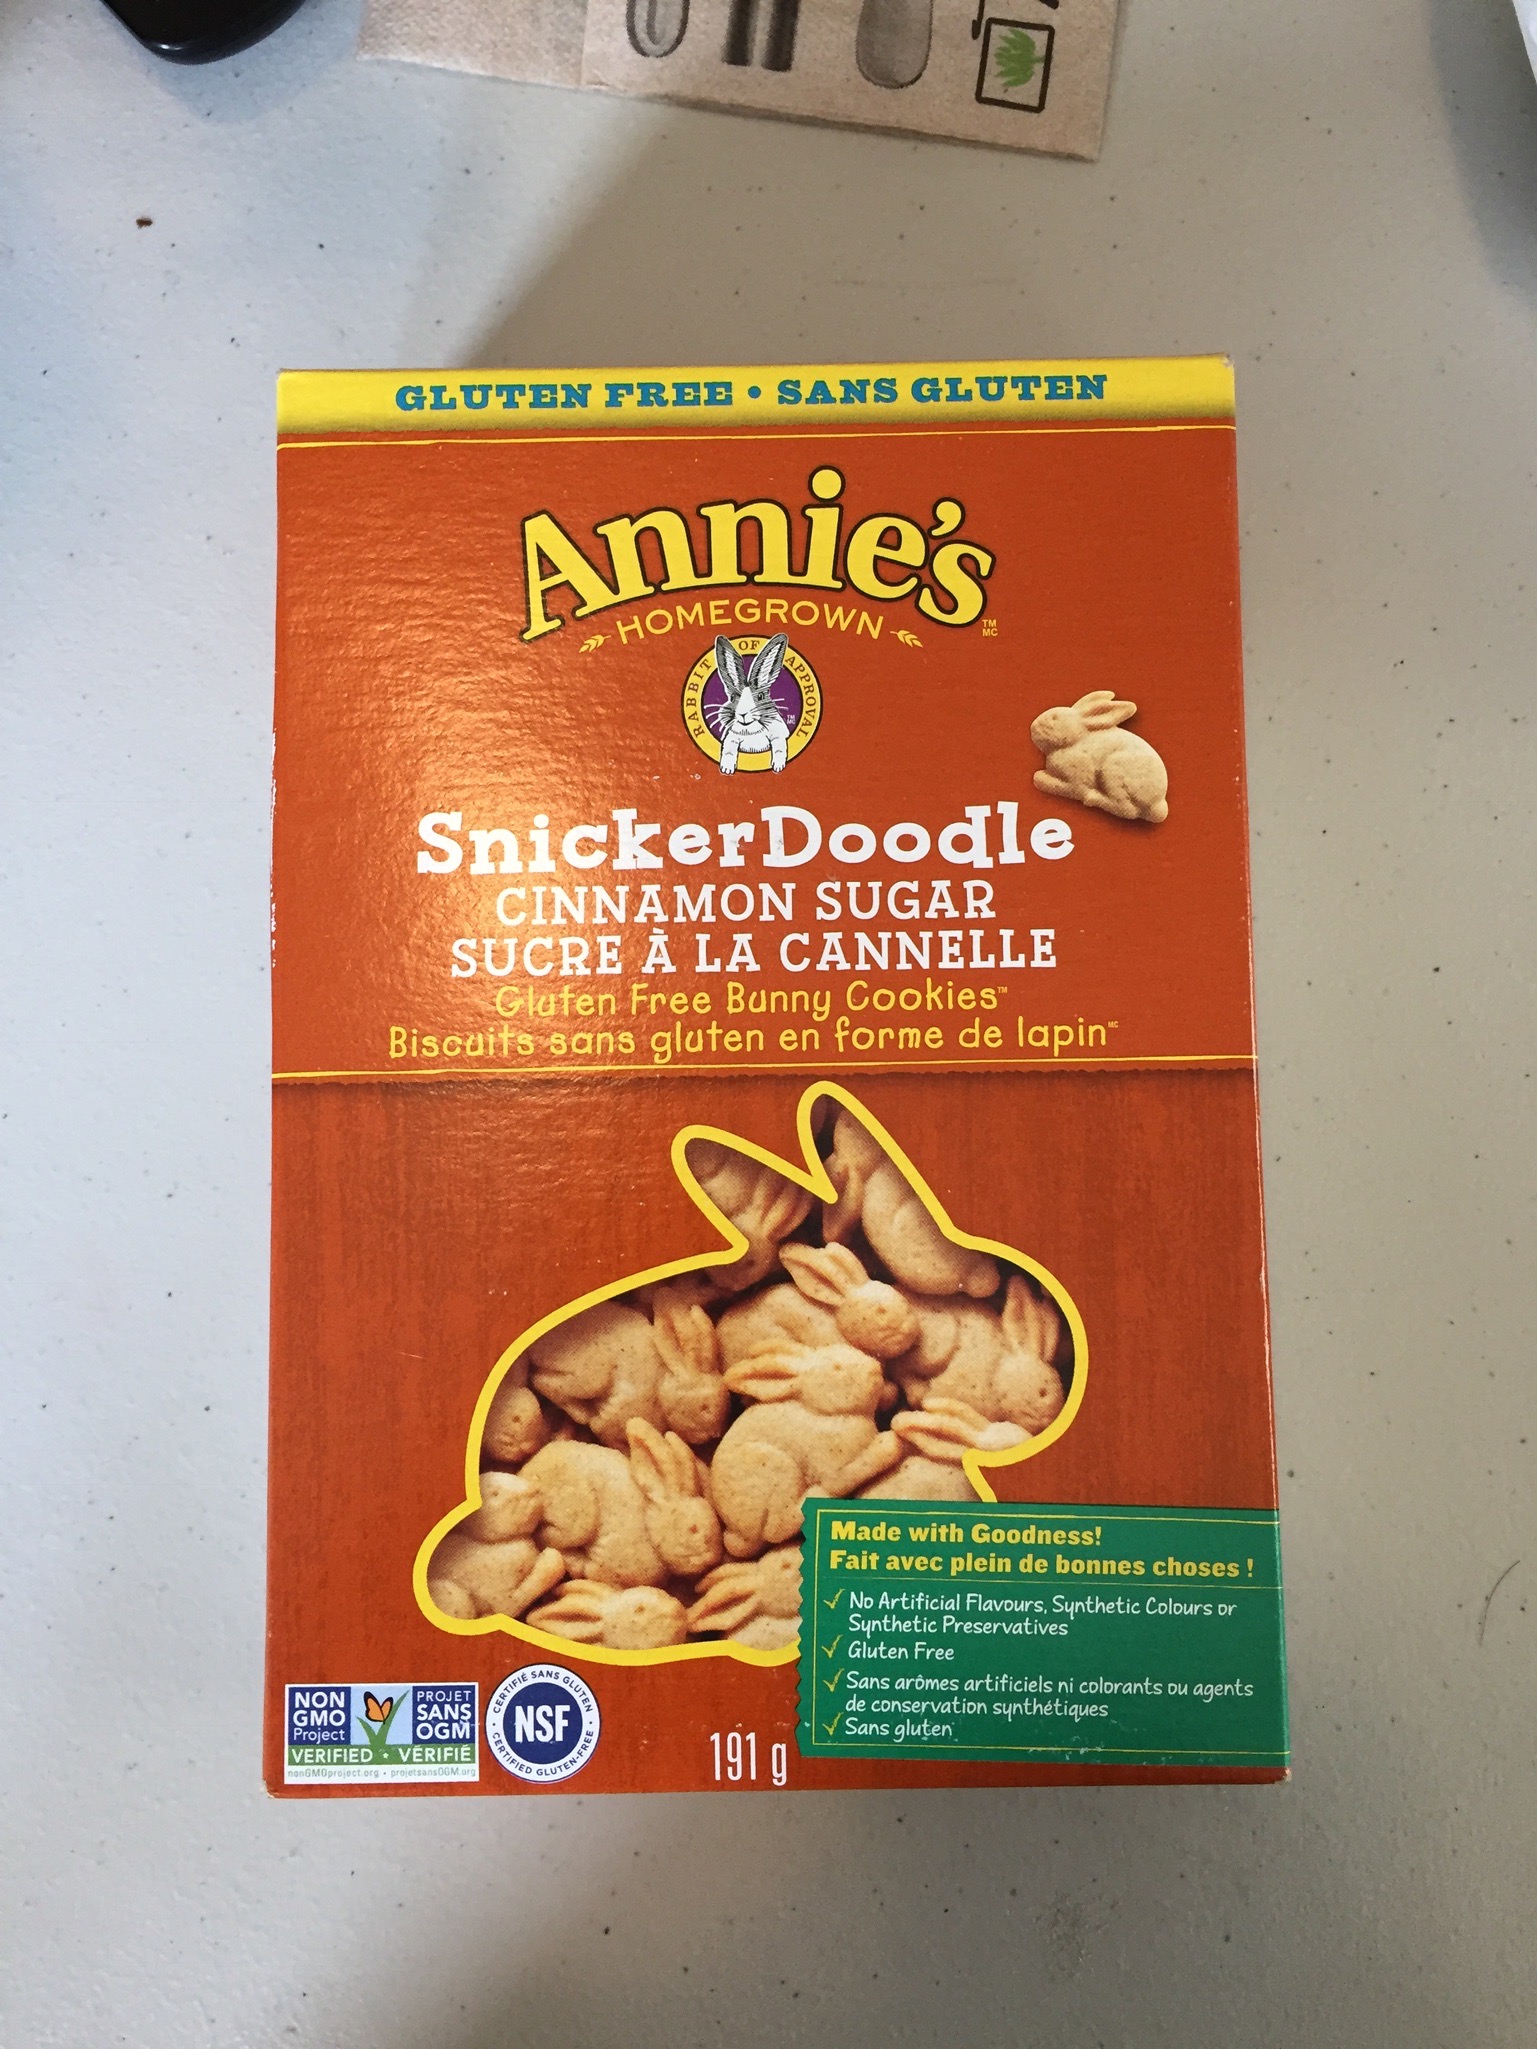 GLUTEN FREE • SANS GLUTEN
Annie's
HOMEGROWN
TM
MC
RABBIT OF APPROVAL
TM
MC
SnickerDoodle
CINNAMON SUGAR
SUCRE À LA CANNELLE
Gluten Free Bunny Cookies™
Biscuits sans gluten en forme de lapin MC
Made with Goodness!
Fait avec plein de bonnes choses !
✓ No Artificial Flavours, Synthetic Colours or
Synthetic Preservatives
✓ Gluten Free
✓ Sans arômes artificiels ni colorants ou agents
de conservation synthétiques
✓ Sans gluten
NON
GMO
Project
PROJET
SANS
OGM
VERIFIED • VÉRIFIÉ
nonGMOproject.org • projetsansOGM.org
CERTIFIÉ SANS GLUTEN
NSF
CERTIFIED GLUTEN-FREE
191 g